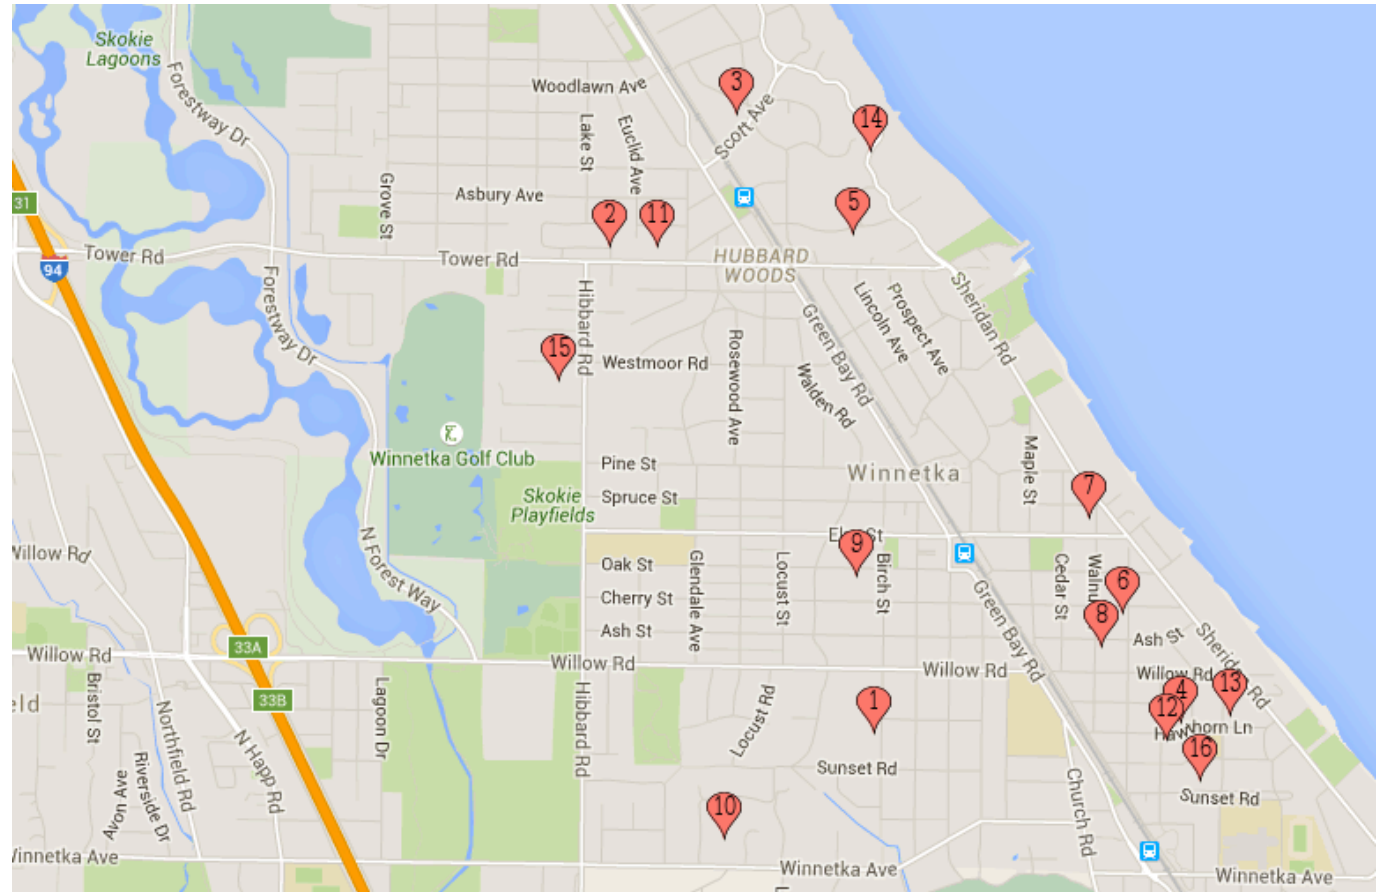 Skokie
Lagoons
Forestway Dr
Woodlawn Ave
3
Scott Ave
14
Lake St
Euclid Ave
Grove St
Asbury Ave
31
2
11
5
94
Tower Rd
Tower Rd
HUBBARD
WOODS
Forestway Dr
Hibbard Rd
Sheridan Rd
Lincoln Ave
Prospect Ave
Green Bay Rd
15
Westmoor Rd
Rosewood Ave
Walden Rd
Winnetka Golf Club
Pine St
Winnetka
Maple St
Skokie
Playfields
Spruce St
7
N Forest Way
9
Birch St
Willow Rd
Oak St
Glendale Ave
Locust St
Cedar St
6
Cherry St
Green Bay Rd
8
Ash St
Ash St
Sheridan Rd
33A
Willow Rd
Willow Rd
Willow Rd
Willow Rd
33B
Bristol St
Northfield Rd
Lagoon Dr
Hibbard Rd
Locust Rd
1
4
13
12
N Happ Rd
16
Riverside Dr
Avon Ave
Sunset Rd
Sunset Rd
10
Church Rd
Winnetka Ave
Winnetka Ave
Winnetka Ave